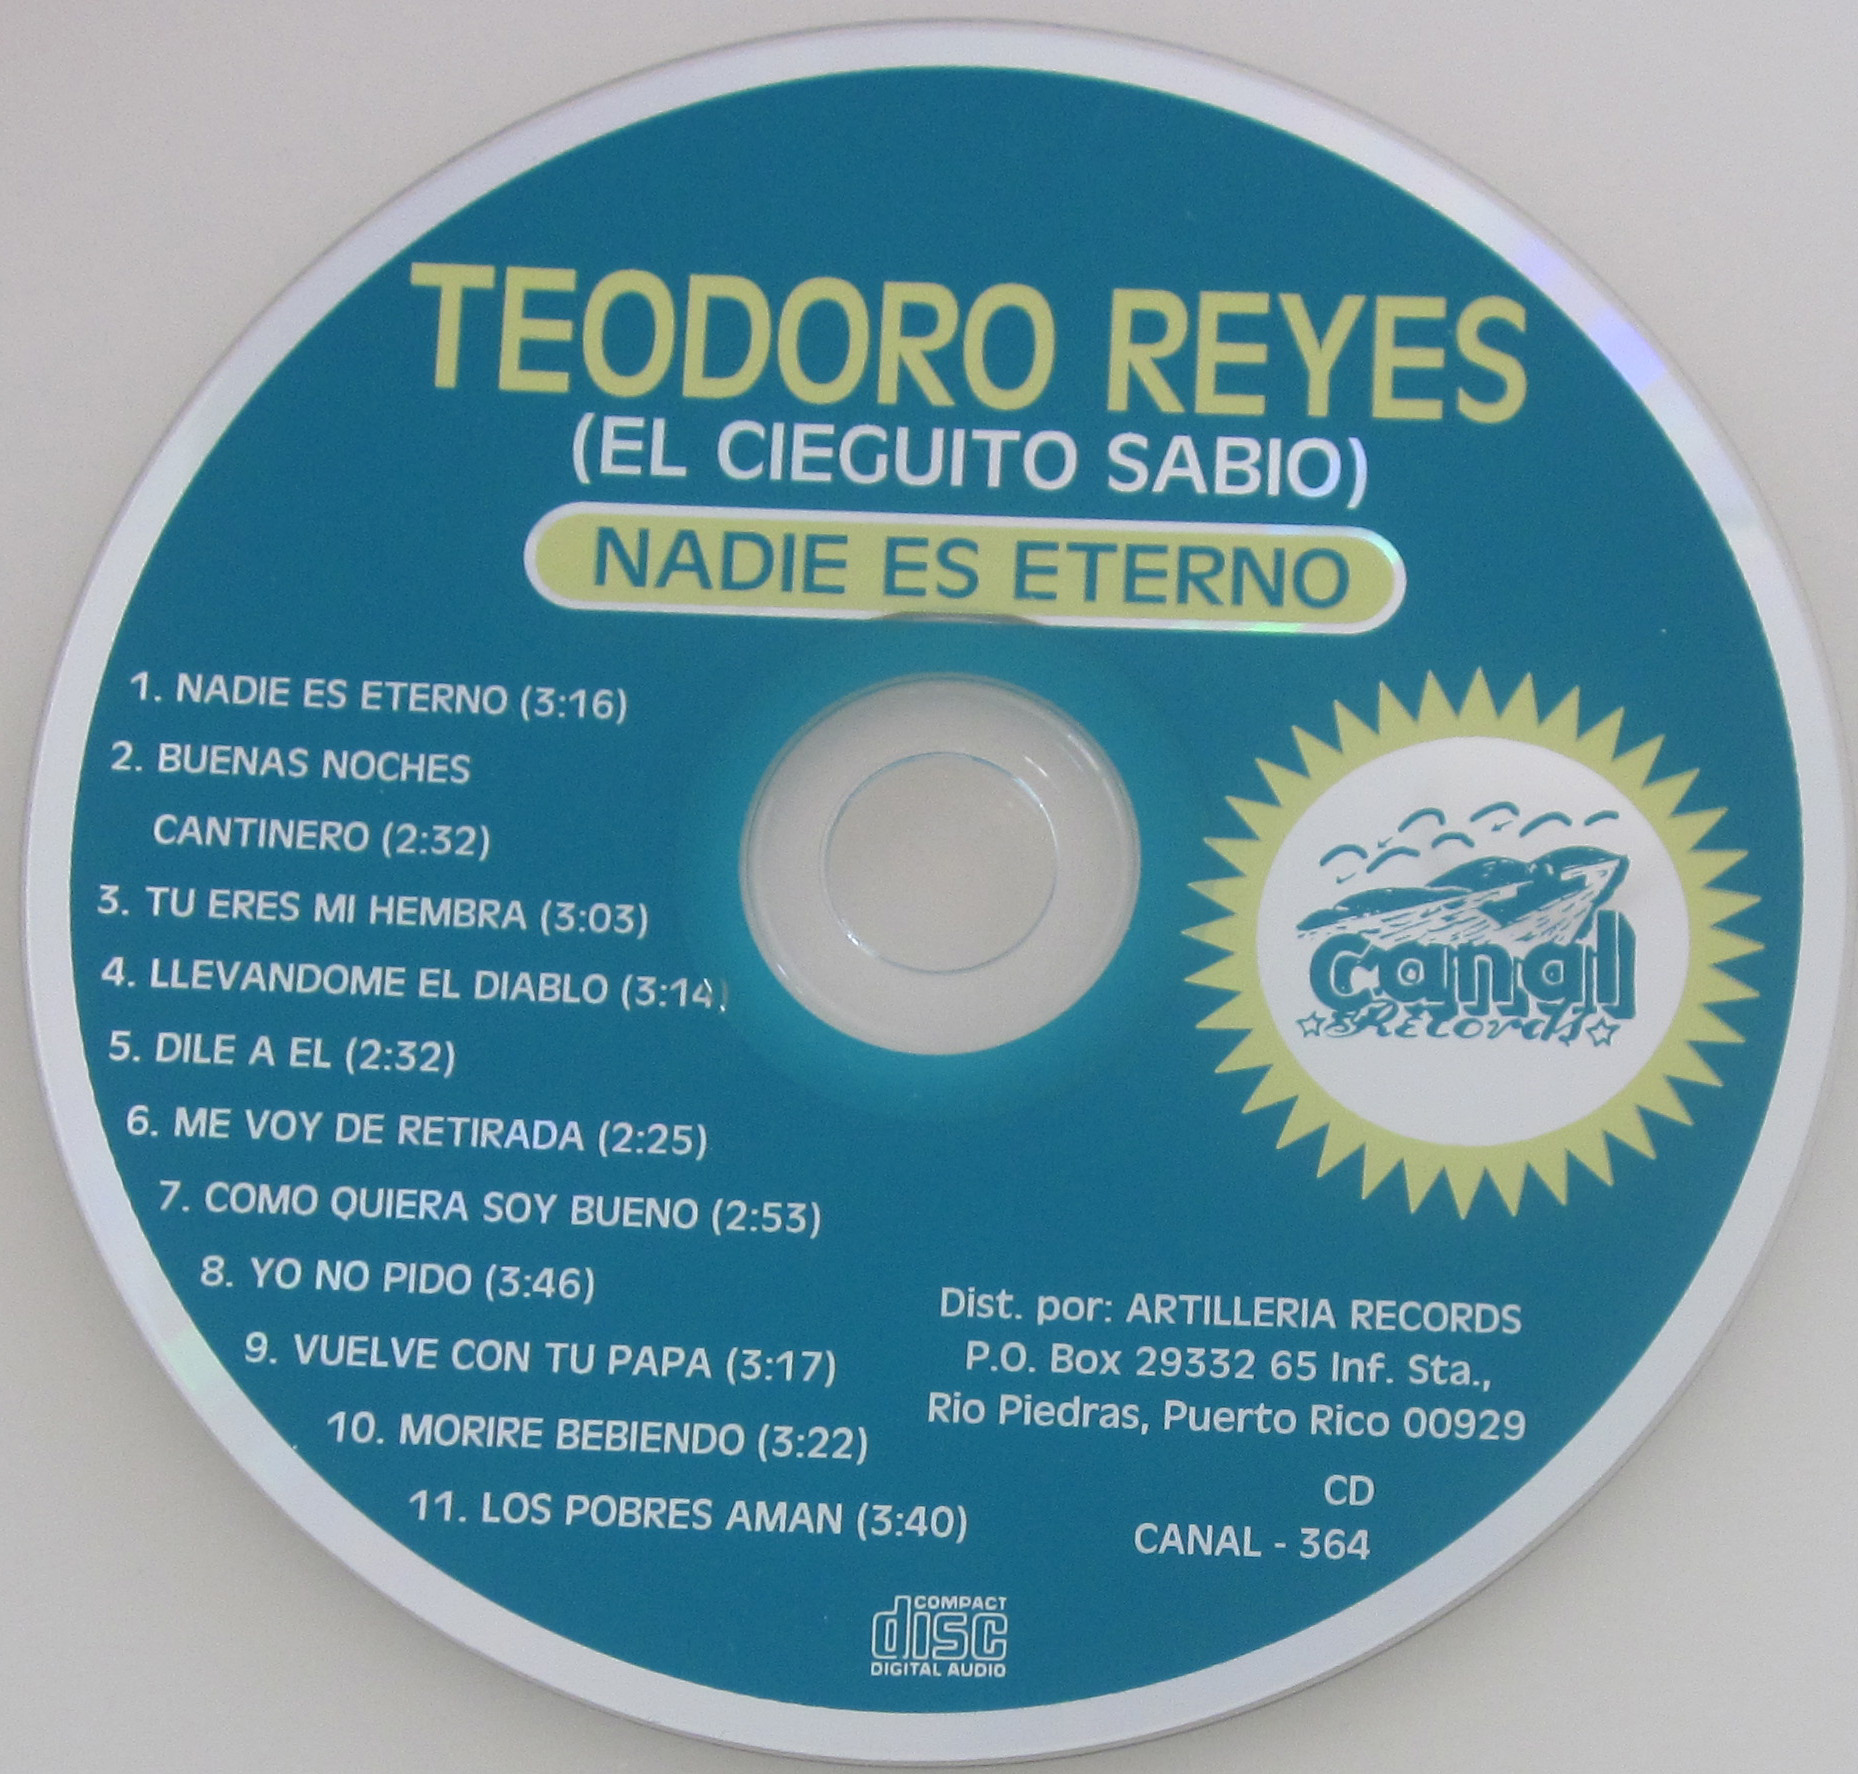 TEODORO REYES
(EL CIEGUITO SABIO)
NADIE ES ETERNO
1. NADIE ES ETERNO (3:16)
2. BUENAS NOCHES
CANTINERO (2:32)
3. TU ERES MI HEMBRA (3:03)
4. LLEVANDOME EL DIABLO (3:14)
5. DILE A EL (2:32)
6. ME VOY DE RETIRADA (2:25)
7. COMO QUIERA SOY BUENO (2:53)
8. YO NO PIDO (3:46)
9. VUELVE CON TU PAPA (3:17)
10. MORIRE BEBIENDO (3:22)
11. LOS POBRES AMAN (3:40)
canal
Records
Dist. por: ARTILLERIA RECORDS
P.O. Box 29332 65 Inf. Sta.,
Rio Piedras, Puerto Rico 00929
CD
CANAL - 364
COMPACT
disc
DIGITAL AUDIO